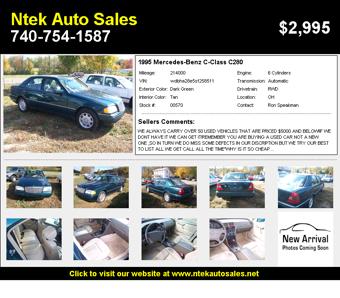 Ntek Auto Sales
740-754-1587
$2,995
1995 Mercedes-Benz C-Class C280
Mileage: 214000 Engine: 6 Cylinders
VIN: wdbha28e5sf258511 Transmission: Automatic
Exterior Color: Dark Green Drivetrain: RWD
Interior Color: Tan Location: OH
Stock #: 00570 Contact: Ron Speakman
Sellers Comments:
WE ALWAYS CARRY OVER 50 USED VEHICLES THAT ARE PRICED $5000 AND BELOW!IF WE
DONT HAVE IT WE CAN GET IT!REMEMBER YOU ARE BUYING A USED CAR NOT A NEW
ONE ,SO IN TURN WE DO MISS SOME DEFECTS IN OUR DISCRIPTION BUT WE TRY OUR BEST
TO LIST ALL.WE GET CALL ALL THE TIME"WHY IS IT SO CHEAP...
New Arrival
Photos Coming Soon
Click to visit our website at www.ntekautosales.net